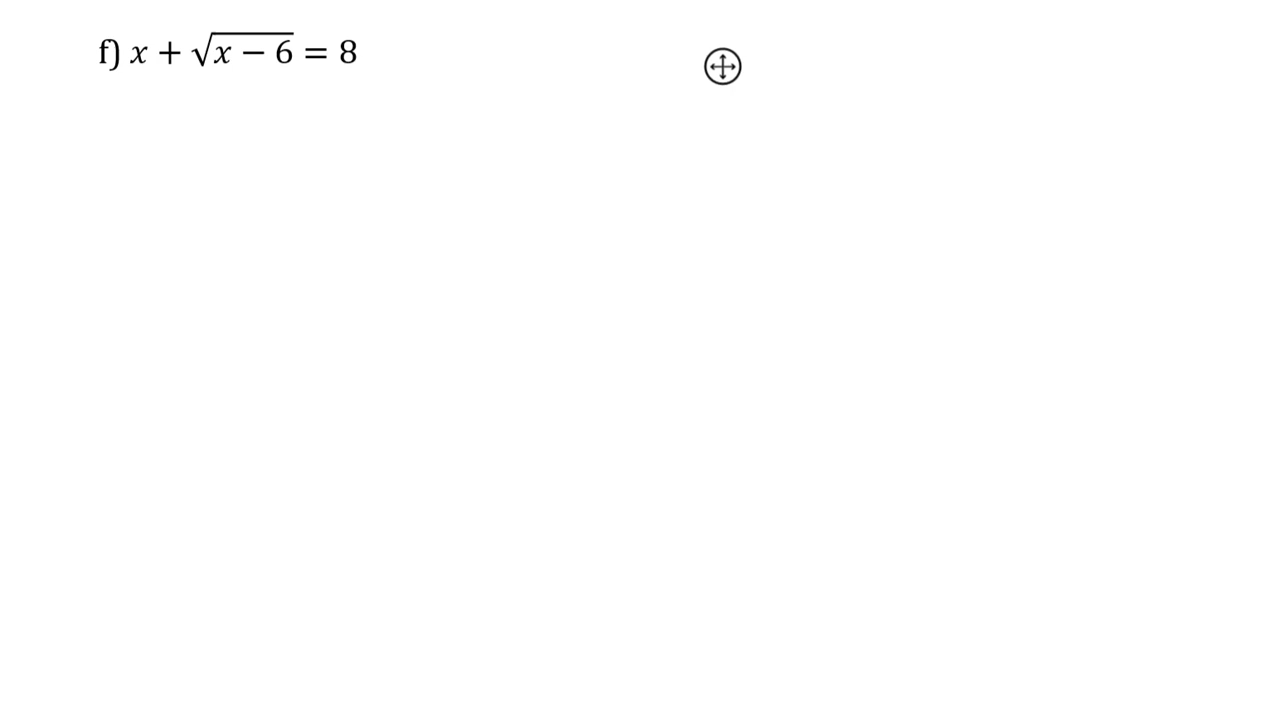 f) x + √(x − 6) = 8